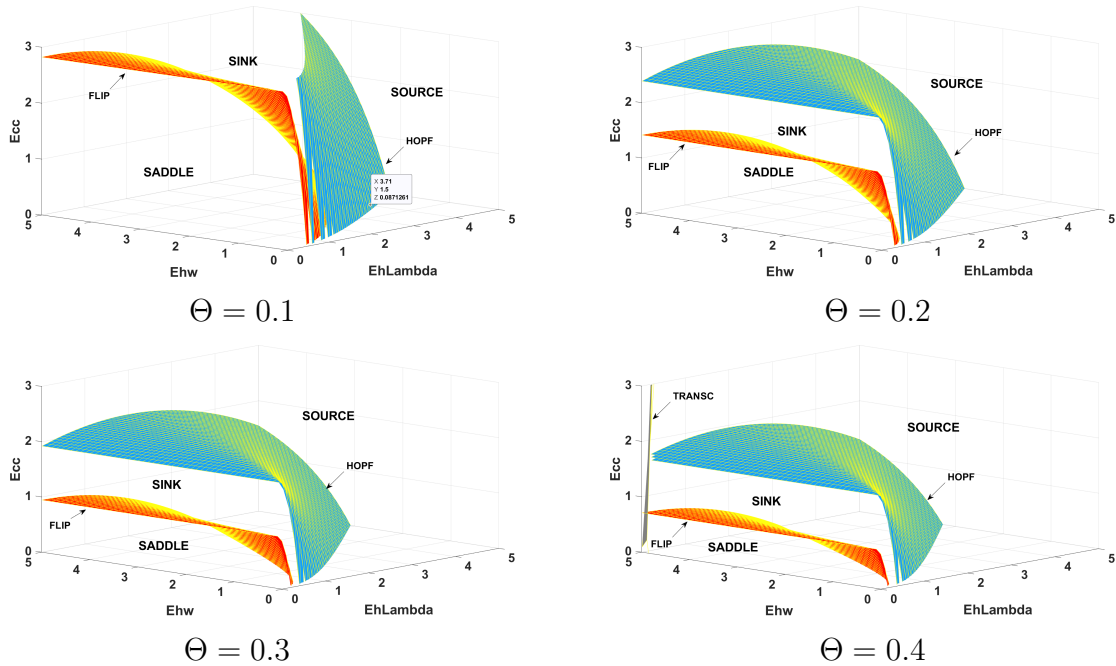 3
2
1
0
Ecc
5
4
3
2
1
0
Ehw
0
1
2
3
4
5
EhLambda
SINK
SOURCE
FLIP
HOPF
SADDLE
X 3.71
Y 1.5
Z 0.0871261
Θ = 0.1
3
2
1
0
Ecc
5
4
3
2
1
0
Ehw
0
1
2
3
4
5
EhLambda
SOURCE
SINK
HOPF
FLIP
SADDLE
Θ = 0.2
3
2
1
0
Ecc
5
4
3
2
1
0
Ehw
0
1
2
3
4
5
EhLambda
SOURCE
HOPF
SINK
FLIP
SADDLE
Θ = 0.3
3
2
1
0
Ecc
5
4
3
2
1
0
Ehw
0
1
2
3
4
5
EhLambda
TRANSC
SOURCE
HOPF
SINK
FLIP
SADDLE
Θ = 0.4